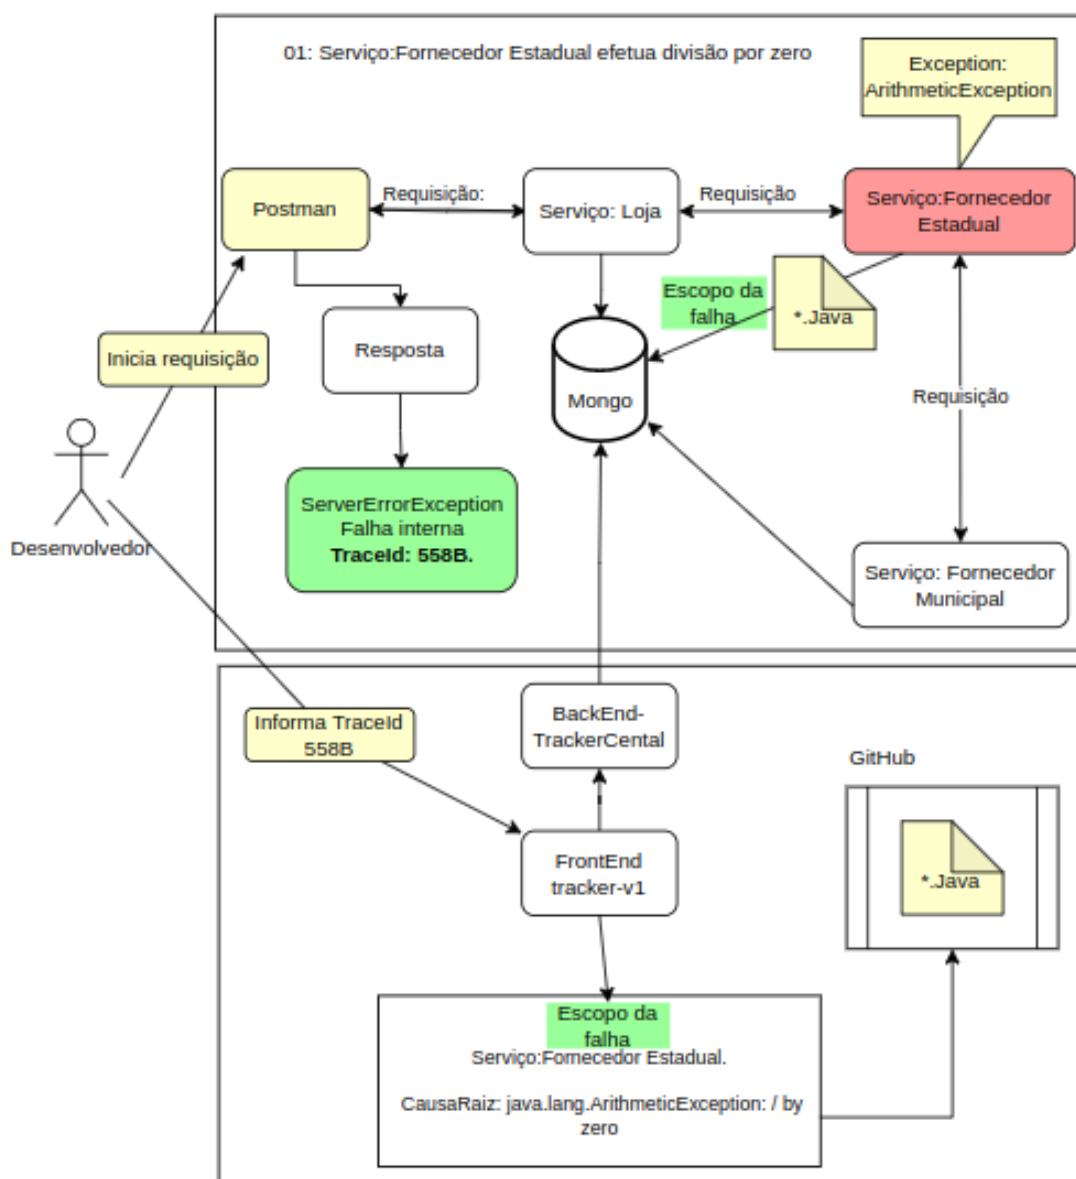 01: Serviço:Fornecedor Estadual efetua divisão por zero
Exception:
ArithmeticException
Postman
Requisição:
Serviço: Loja
Requisição
Serviço:Fornecedor
Estadual
Escopo da
falha
*.Java
Inicia requisição
Resposta
Mongo
Requisição
Desenvolvedor
ServerErrorException
Falha interna
TraceId: 558B.
Serviço: Fornecedor
Municipal
Informa TraceId
558B
BackEnd-
TrackerCental
GitHub
FrontEnd
tracker-v1
*.Java
Escopo da
falha
Serviço:Fornecedor Estadual.
CausaRaiz: java.lang.ArithmeticException: / by
zero